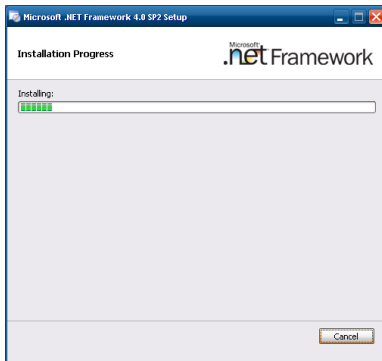 Microsoft .NET Framework 4.0 SP2 Setup
Installation Progress
Microsoft
.net Framework
Installing:
Cancel